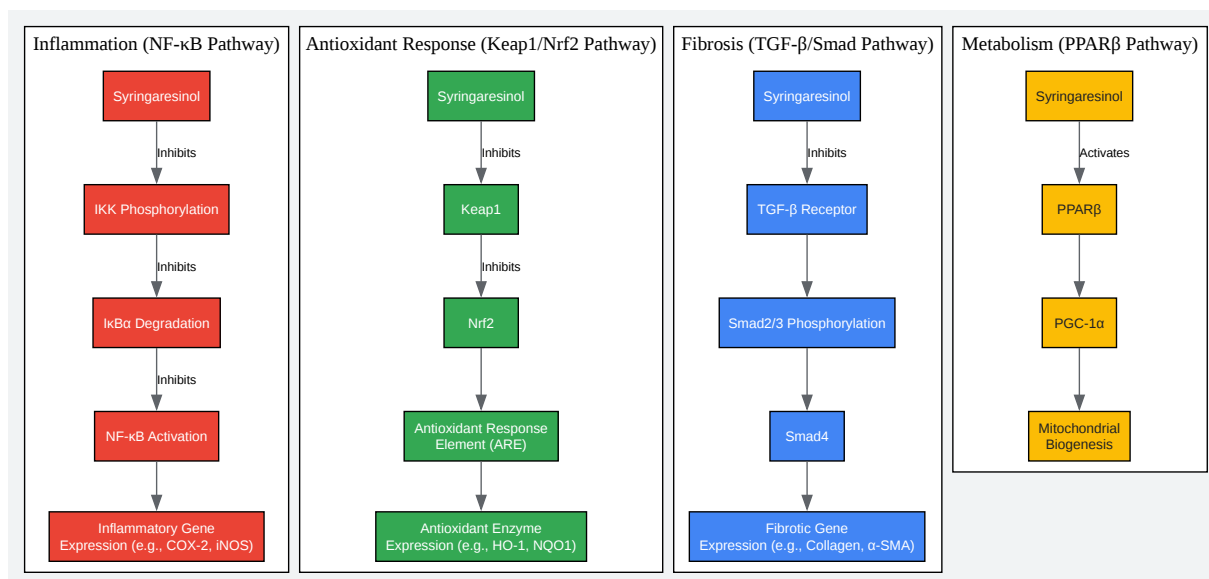 Inflammation (NF-κB Pathway)
Syringaresinol
Inhibits
IKK Phosphorylation
Inhibits
IκBα Degradation
Inhibits
NF-κB Activation
Inflammatory Gene
Expression (e.g., COX-2, iNOS)
Antioxidant Response (Keap1/Nrf2 Pathway)
Syringaresinol
Inhibits
Keap1
Inhibits
Nrf2
Antioxidant Response
Element (ARE)
Antioxidant Enzyme
Expression (e.g., HO-1, NQO1)
Fibrosis (TGF-β/Smad Pathway)
Syringaresinol
Inhibits
TGF-β Receptor
Smad2/3 Phosphorylation
Smad4
Fibrotic Gene
Expression (e.g., Collagen, α-SMA)
Metabolism (PPARβ Pathway)
Syringaresinol
Activates
PPARβ
PGC-1α
Mitochondrial
Biogenesis